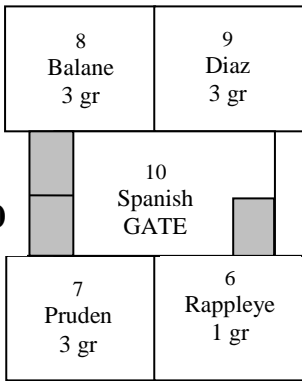 8
Balane
3 gr
9
Diaz
3 gr
10
Spanish
GATE
7
Pruden
3 gr
6
Rappleye
1 gr